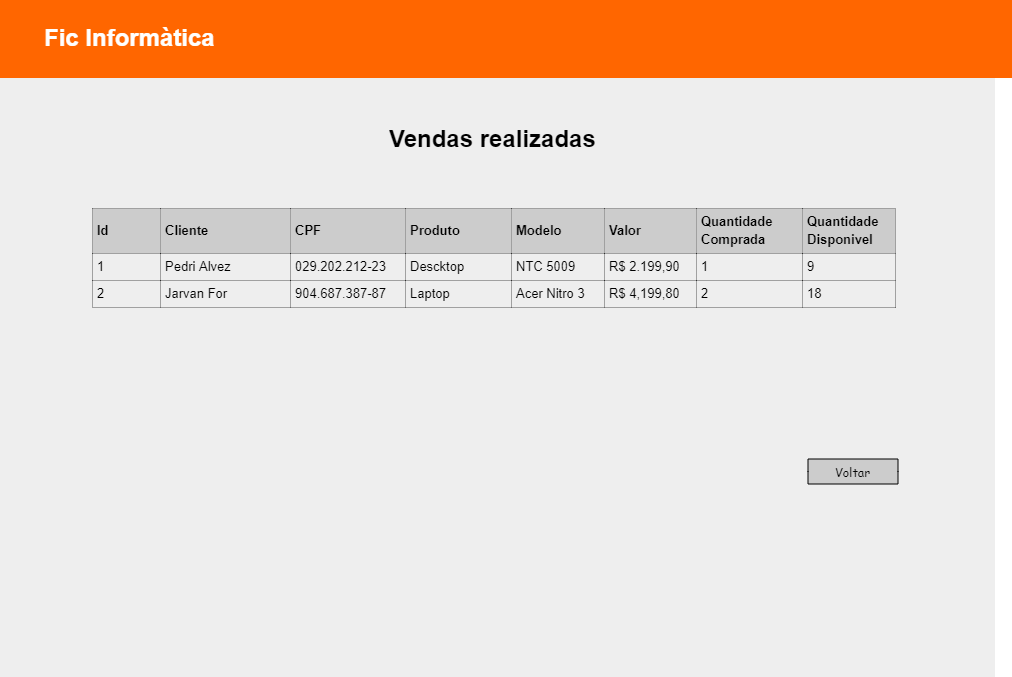 Fic Informàtica
Vendas realizadas
Id Cliente CPF Produto Modelo Valor Quantidade Comprada Quantidade Disponivel
1 Pedri Alvez 029.202.212-23 Descktop NTC 5009 R$ 2.199,90 1 9
2 Jarvan For 904.687.387-87 Laptop Acer Nitro 3 R$ 4,199,80 2 18
Voltar